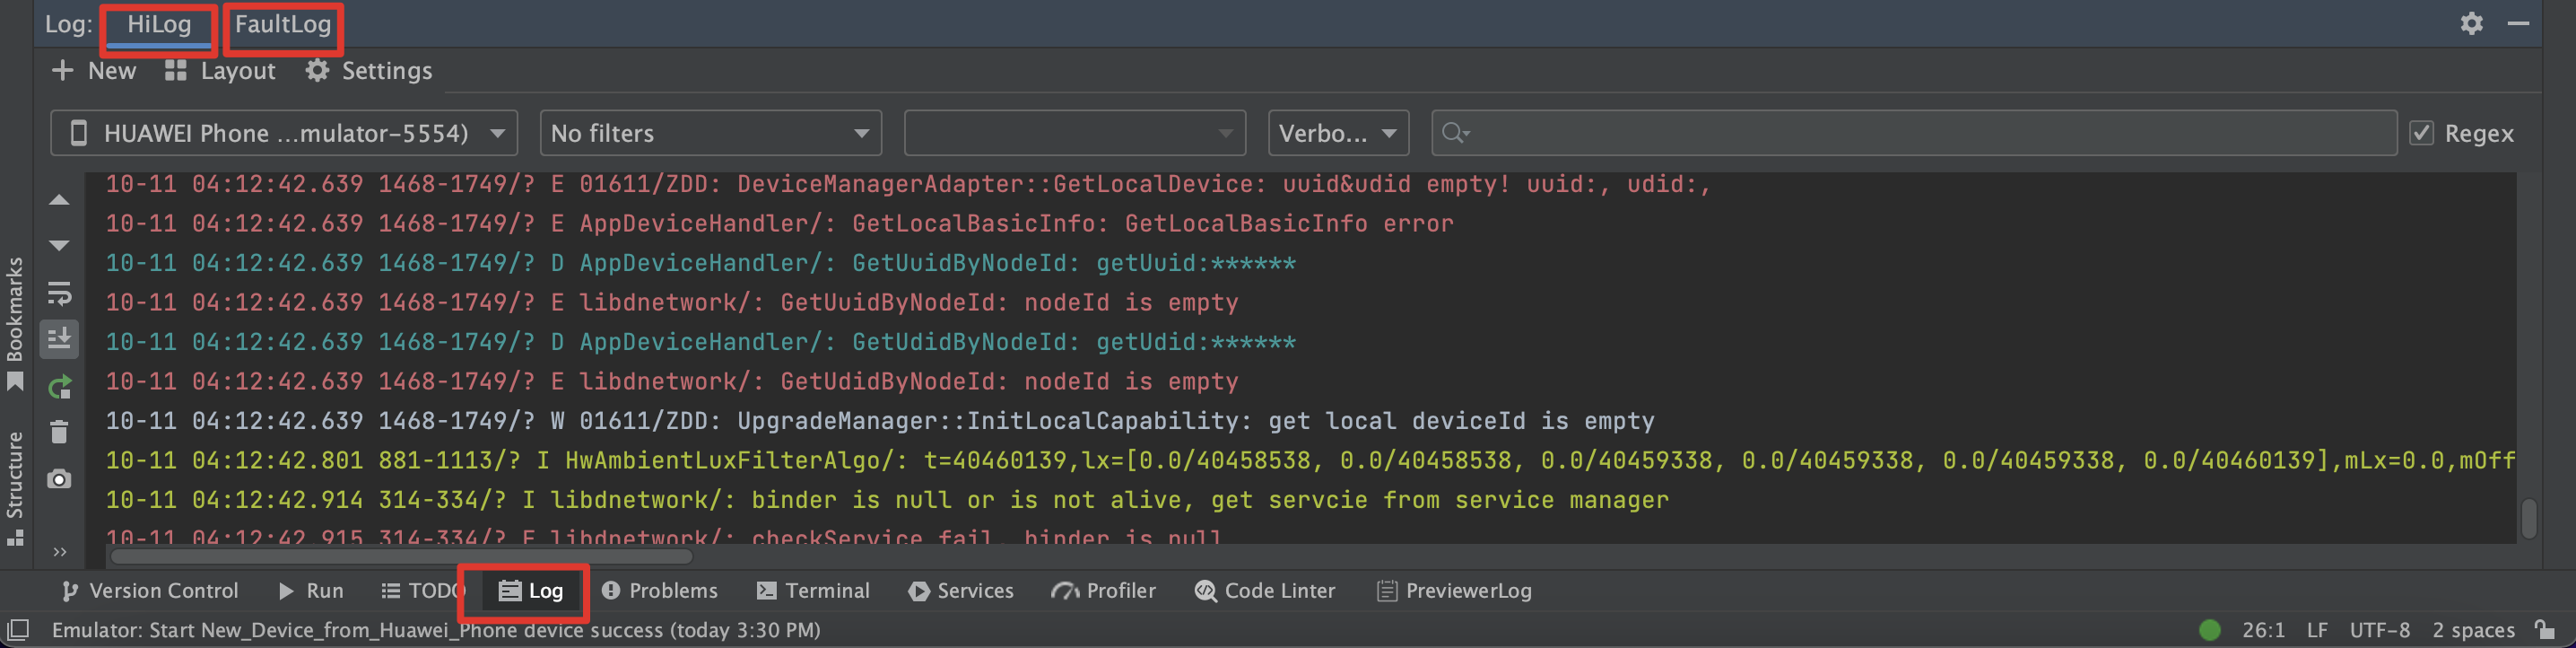 Log: HiLog FaultLog
New Layout Settings
HUAWEI Phone ...mulator-5554) No filters Verbo... Regex
10-11 04:12:42.639 1468-1749/? E 01611/ZDD: DeviceManagerAdapter::GetLocalDevice: uuid&udid empty! uuid:, udid:,
10-11 04:12:42.639 1468-1749/? E AppDeviceHandler/: GetLocalBasicInfo: GetLocalBasicInfo error
10-11 04:12:42.639 1468-1749/? D AppDeviceHandler/: GetUuidByNodeId: getUuid:******
10-11 04:12:42.639 1468-1749/? E libdnetwork/: GetUuidByNodeId: nodeId is empty
10-11 04:12:42.639 1468-1749/? D AppDeviceHandler/: GetUdidByNodeId: getUdid:******
10-11 04:12:42.639 1468-1749/? E libdnetwork/: GetUdidByNodeId: nodeId is empty
10-11 04:12:42.639 1468-1749/? W 01611/ZDD: UpgradeManager::InitLocalCapability: get local deviceId is empty
10-11 04:12:42.801 881-1113/? I HwAmbientLuxFilterAlgo/: t=40460139,lx=[0.0/40458538, 0.0/40458538, 0.0/40459338, 0.0/40459338, 0.0/40459338, 0.0/40460139],mLx=0.0,mOff
10-11 04:12:42.914 314-334/? I libdnetwork/: binder is null or is not alive, get servcie from service manager
10-11 04:12:42.915 314-334/? E libdnetwork/: checkService fail, binder is null
Bookmarks
Structure
Version Control Run TODO Log Problems Terminal Services Profiler Code Linter PreviewerLog
Emulator: Start New_Device_from_Huawei_Phone device success (today 3:30 PM) 26:1 LF UTF-8 2 spaces